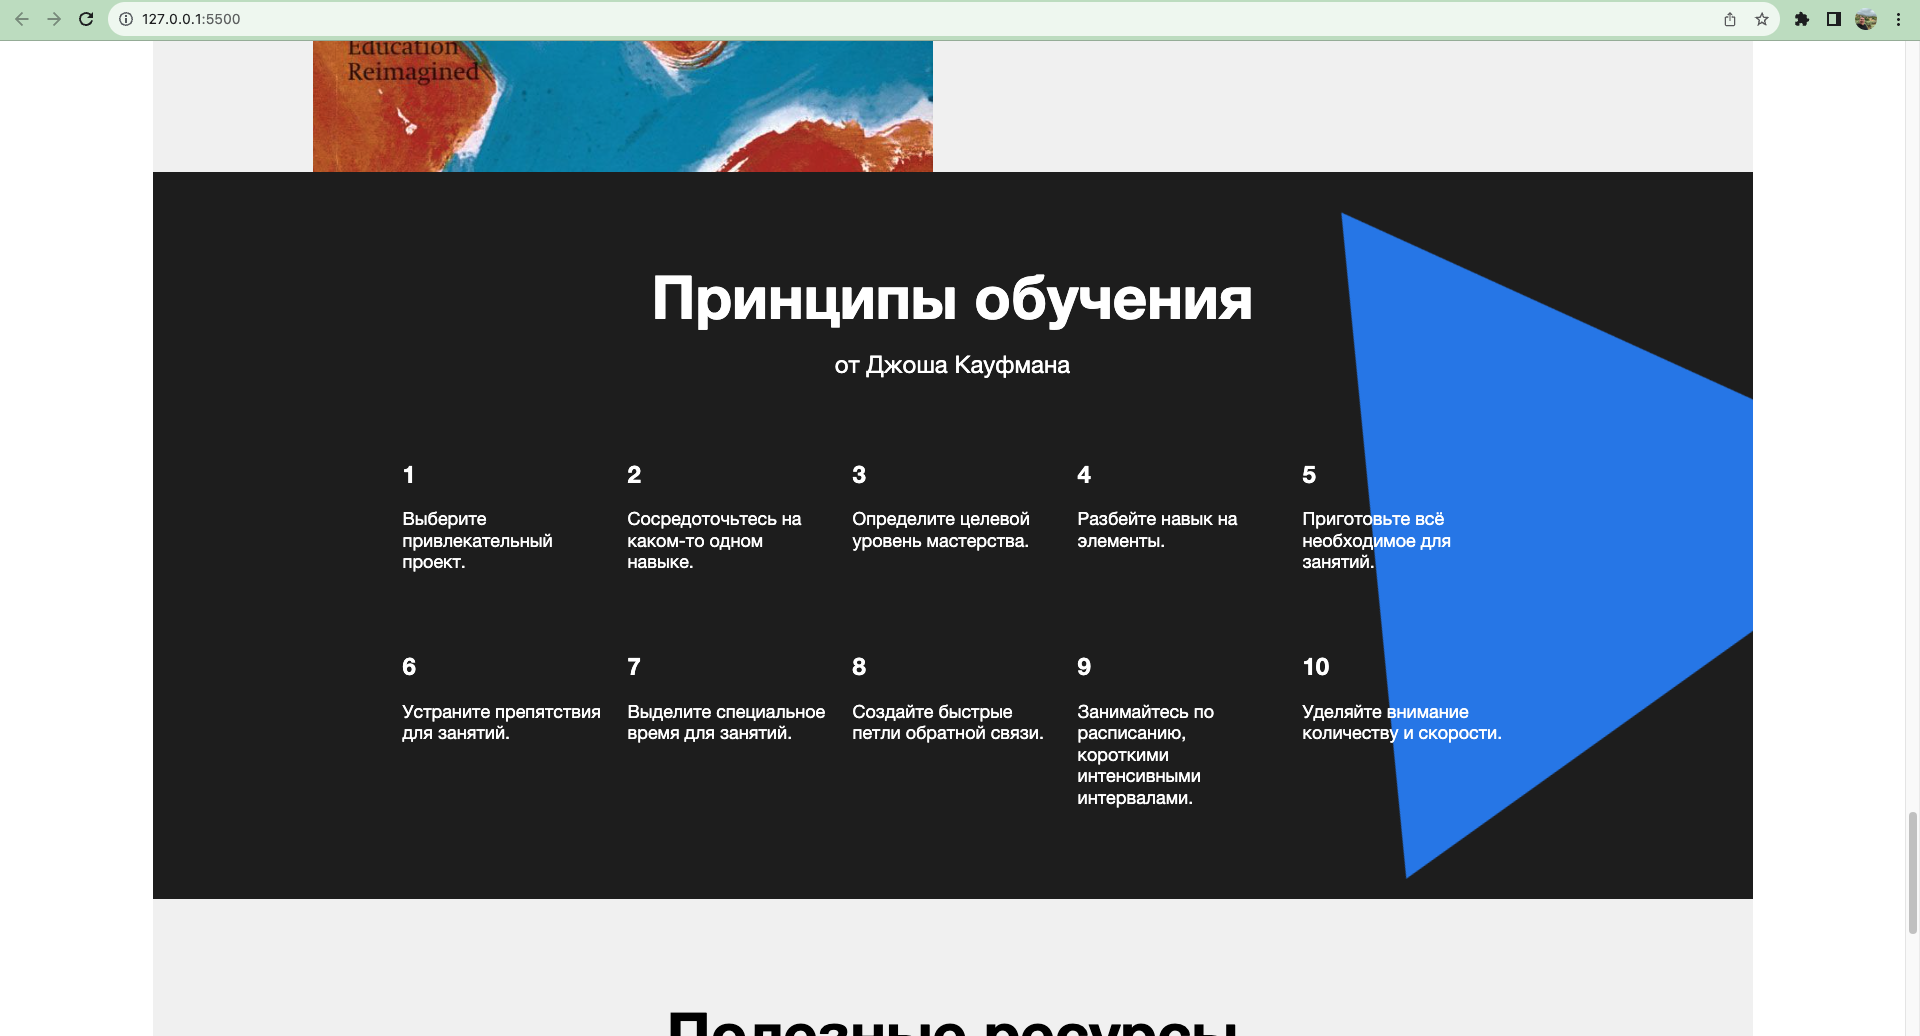 127.0.0.1:5500
Education
Reimagined
Принципы обучения
от Джоша Кауфмана
1
Выберите
привлекательный
проект.
2
Сосредоточьтесь на
каком-то одном
навыке.
3
Определите целевой
уровень мастерства.
4
Разбейте навык на
элементы.
5
Приготовьте всё
необходимое для
занятий.
6
Устраните препятствия
для занятий.
7
Выделите специальное
время для занятий.
8
Создайте быстрые
петли обратной связи.
9
Занимайтесь по
расписанию,
короткими
интенсивными
интервалами.
10
Уделяйте внимание
количеству и скорости.
Полезные ресурсы